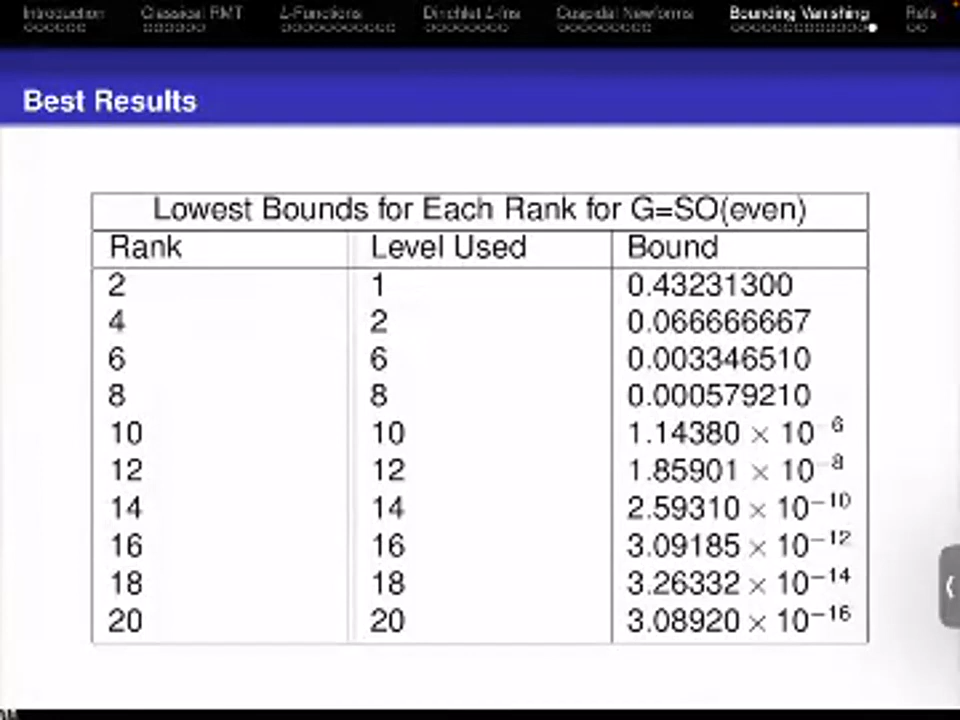 Introduction Classical RMT L-Functions Dirichlet L-fns Cuspidal Newforms Bounding Vanishing Refs
Best Results
Lowest Bounds for Each Rank for G=SO(even)
Rank Level Used Bound
2 1 0.43231300
4 2 0.066666667
6 6 0.003346510
8 8 0.000579210
10 10 1.14380 × 10⁻⁶
12 12 1.85901 × 10⁻⁸
14 14 2.59310 × 10⁻¹⁰
16 16 3.09185 × 10⁻¹²
18 18 3.26332 × 10⁻¹⁴
20 20 3.08920 × 10⁻¹⁶